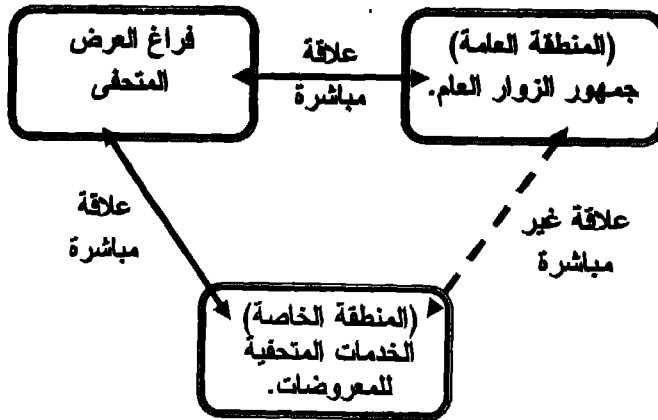 (المنطقة العامة)
جمهور الزوار العام.
علاقة
مباشرة
فراغ العرض
المتحفى
علاقة غير
مباشرة
علاقة
مباشرة
(المنطقة الخاصة)
الخدمات المتحفية
للمعروضات.